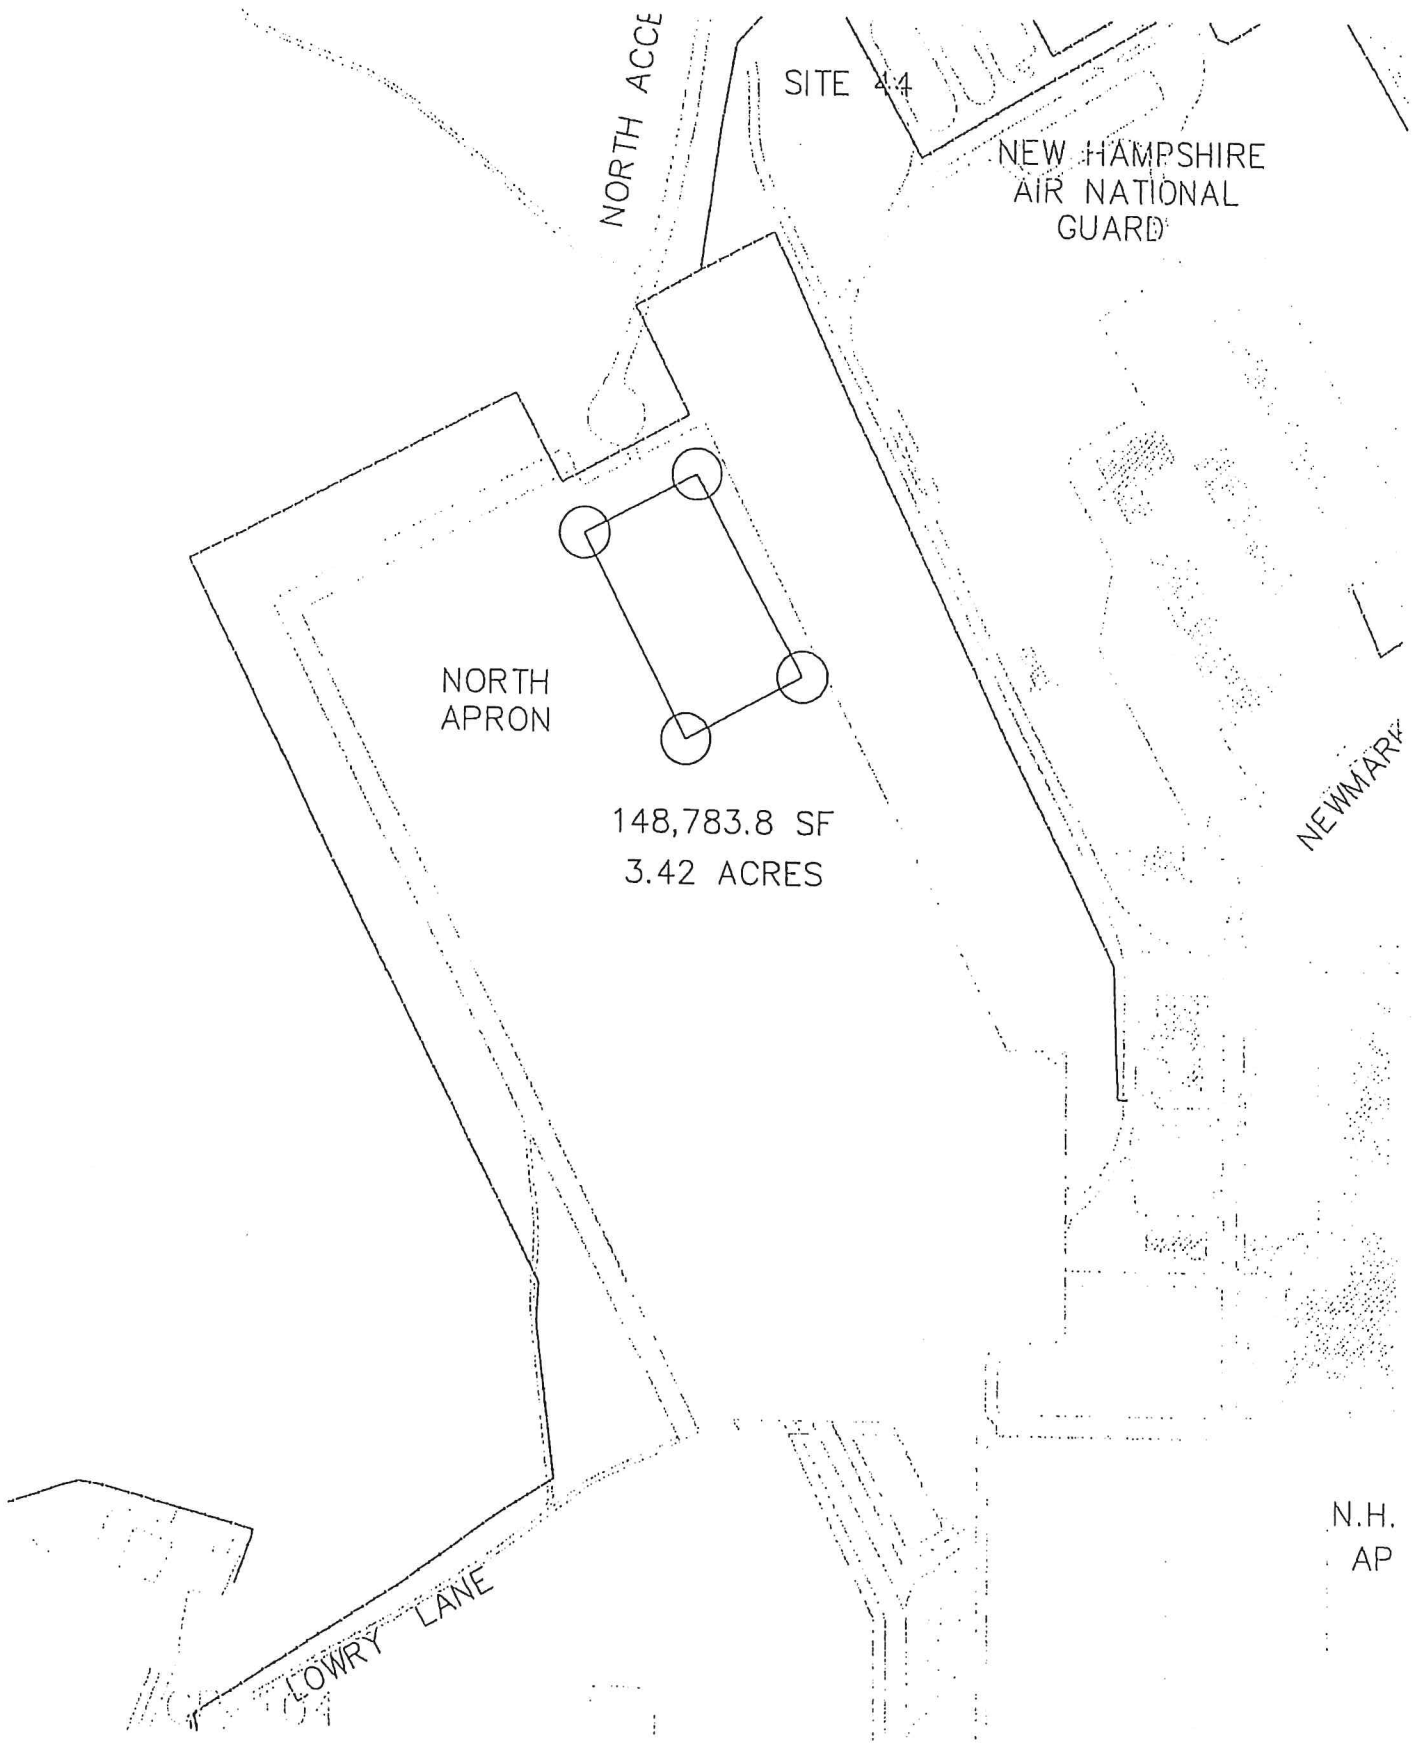 NORTH ACCE
SITE 44
NEW HAMPSHIRE
AIR NATIONAL
GUARD
NORTH
APRON
148,783.8 SF
3.42 ACRES
NEWMARK
N.H.
AP
LOWRY LANE